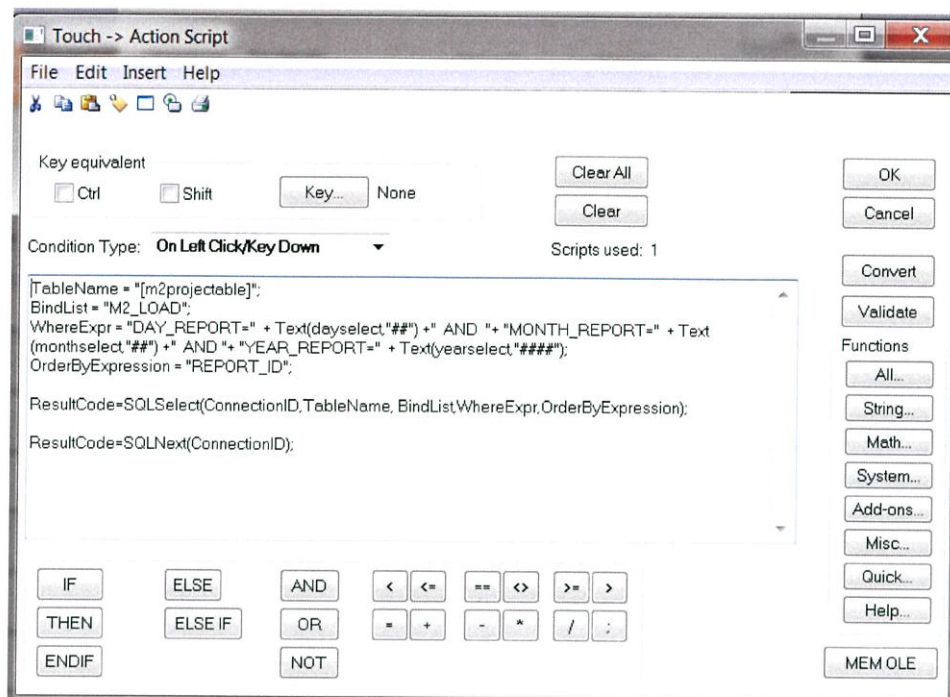 Touch -> Action Script
File Edit Insert Help
Key equivalent
Ctrl Shift Key... None
Clear All
Clear
OK
Cancel
Condition Type: On Left Click/Key Down
Scripts used: 1
Convert
Validate
TableName = "[m2projectable]";
BindList = "M2_LOAD";
WhereExpr = "DAY_REPORT=" + Text(dayselect,"##") +" AND "+ "MONTH_REPORT=" + Text
(monthselect,"##") +" AND "+ "YEAR_REPORT=" + Text(yearselect,"####");
OrderByExpression = "REPORT_ID";
ResultCode=SQLSelect(ConnectionID,TableName, BindList,WhereExpr,OrderByExpression);
ResultCode=SQLNext(ConnectionID);
Functions
All...
String...
Math...
System...
Add-ons...
Misc...
Quick...
Help...
MEM OLE
IF ELSE AND < <= == <> >= >
THEN ELSE IF OR = + - * / ;
ENDIF NOT